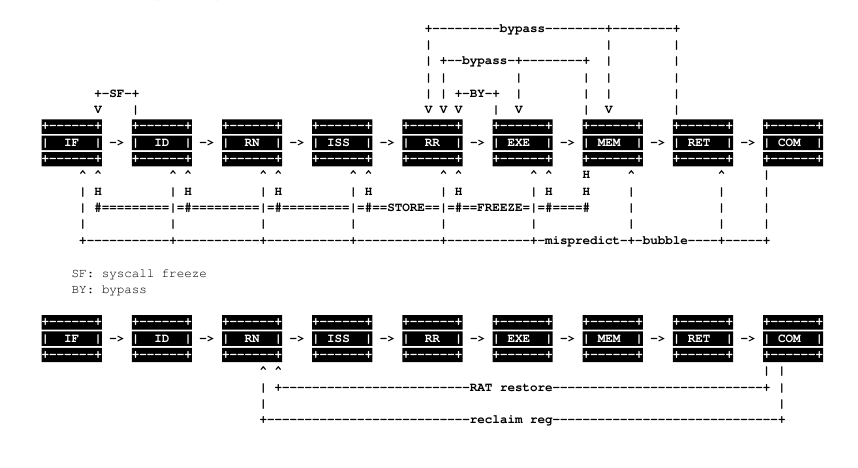 +---------bypass---------+--------+
| | |
| +--bypass-+--------+ | |
| | | | | |
+-SF-+ | | +-BY-+ | | | |
V | V V V | V | V |
+------+ +------+ +------+ +------+ +------+ +------+ +------+ +------+ +------+
| IF | -> | ID | -> | RN | -> | ISS | -> | RR | -> | EXE | -> | MEM | -> | RET | -> | COM |
+------+ +------+ +------+ +------+ +------+ +------+ +------+ +------+ +------+
^ ^ ^ ^ ^ ^ ^ ^ ^ ^ ^ ^ H ^ ^ |
| H | H | H | H | H | H H | | |
| #=========|=#=========|=#=========|=#==STORE==|=#==FREEZE=|=#====# | | |
| | | | | | | | |
+-----------+-----------+-----------+-----------+-----------+-mispredict-+-bubble----+-----+
SF: syscall freeze
BY: bypass
+------+ +------+ +------+ +------+ +------+ +------+ +------+ +------+ +------+
| IF | -> | ID | -> | RN | -> | ISS | -> | RR | -> | EXE | -> | MEM | -> | RET | -> | COM |
+------+ +------+ +------+ +------+ +------+ +------+ +------+ +------+ +------+
^ ^ | |
| +-------------------------RAT restore----------------------------+ |
| |
+---------------------------reclaim reg------------------------------+